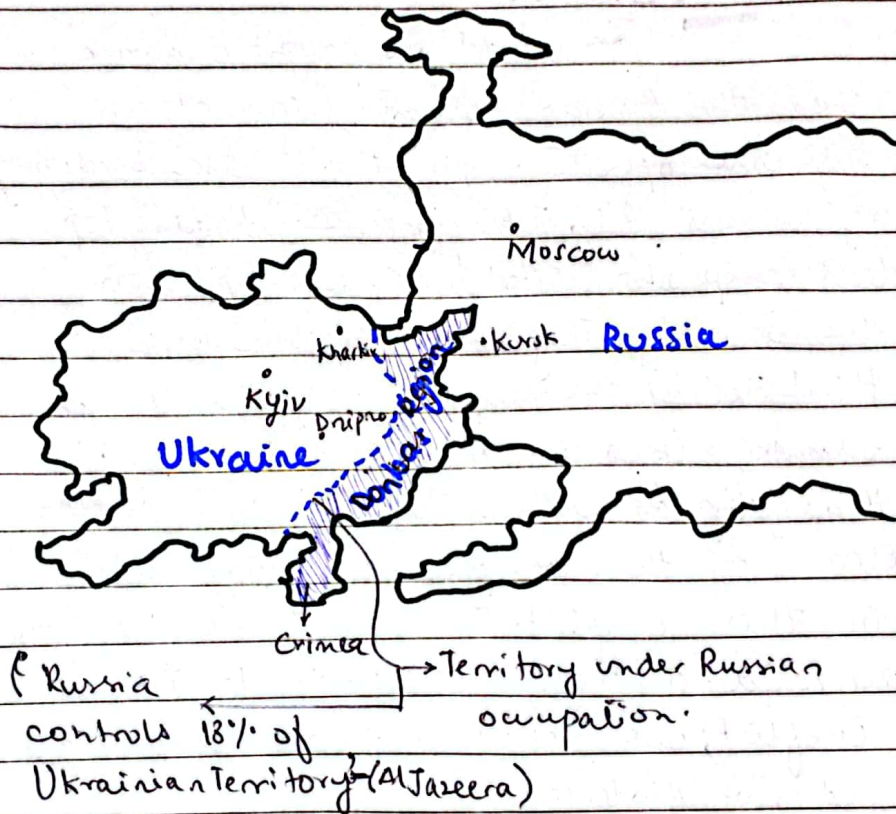 Moscow
Kharkiv
Kursk
Russia
Kyiv
Dnipro
Ukraine
Donbas Region
Crimea
Territory under Russian
occupation.
Russia
controls 18% of
Ukrainian Territory (Al Jazeera)